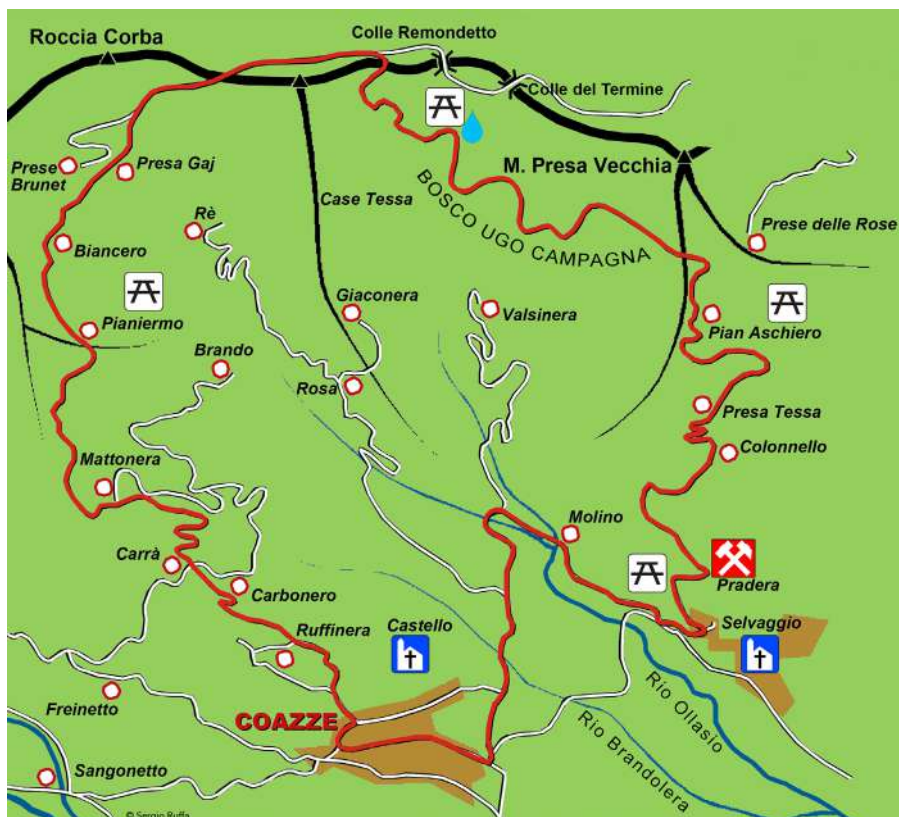 Colle Remondetto
Roccia Corba
Colle del Termine
Prese
Brunet
Presa Gaj
M. Presa Vecchia
Case Tessa
BOSCO UGO CAMPAGNA
Rè
Prese delle Rose
Biancero
Giaconera
Valsinera
Pianiermo
Pian Aschiero
Brando
Rosa
Presa Tessa
Colonnello
Mattonera
Molino
Carrà
Pradera
Carbonero
Castello
Selvaggio
Ruffinera
Rio Ollasio
Freinetto
COAZZE
Rio Brandolera
Sangonetto
© Sergio Ruffa